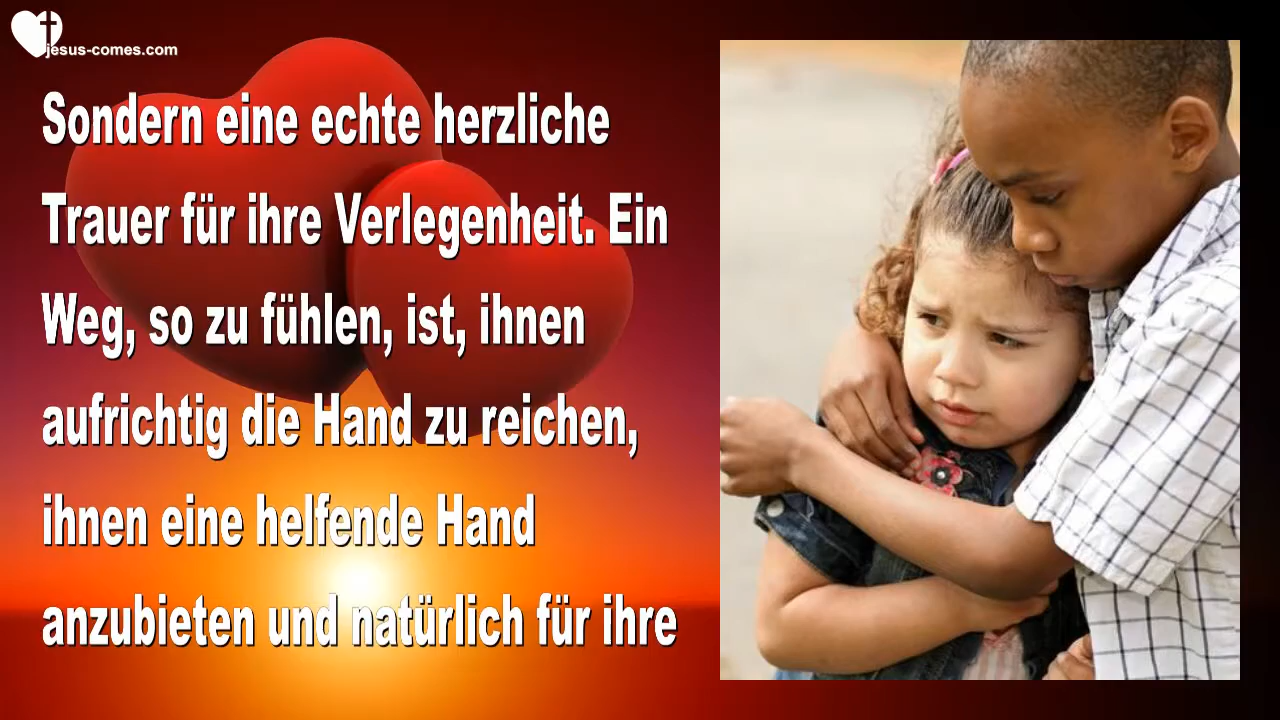 jesus-comes.com
Sondern eine echte herzliche
Trauer für ihre Verlegenheit. Ein
Weg, so zu fühlen, ist, ihnen
aufrichtig die Hand zu reichen,
ihnen eine helfende Hand
anzubieten und natürlich für ihre